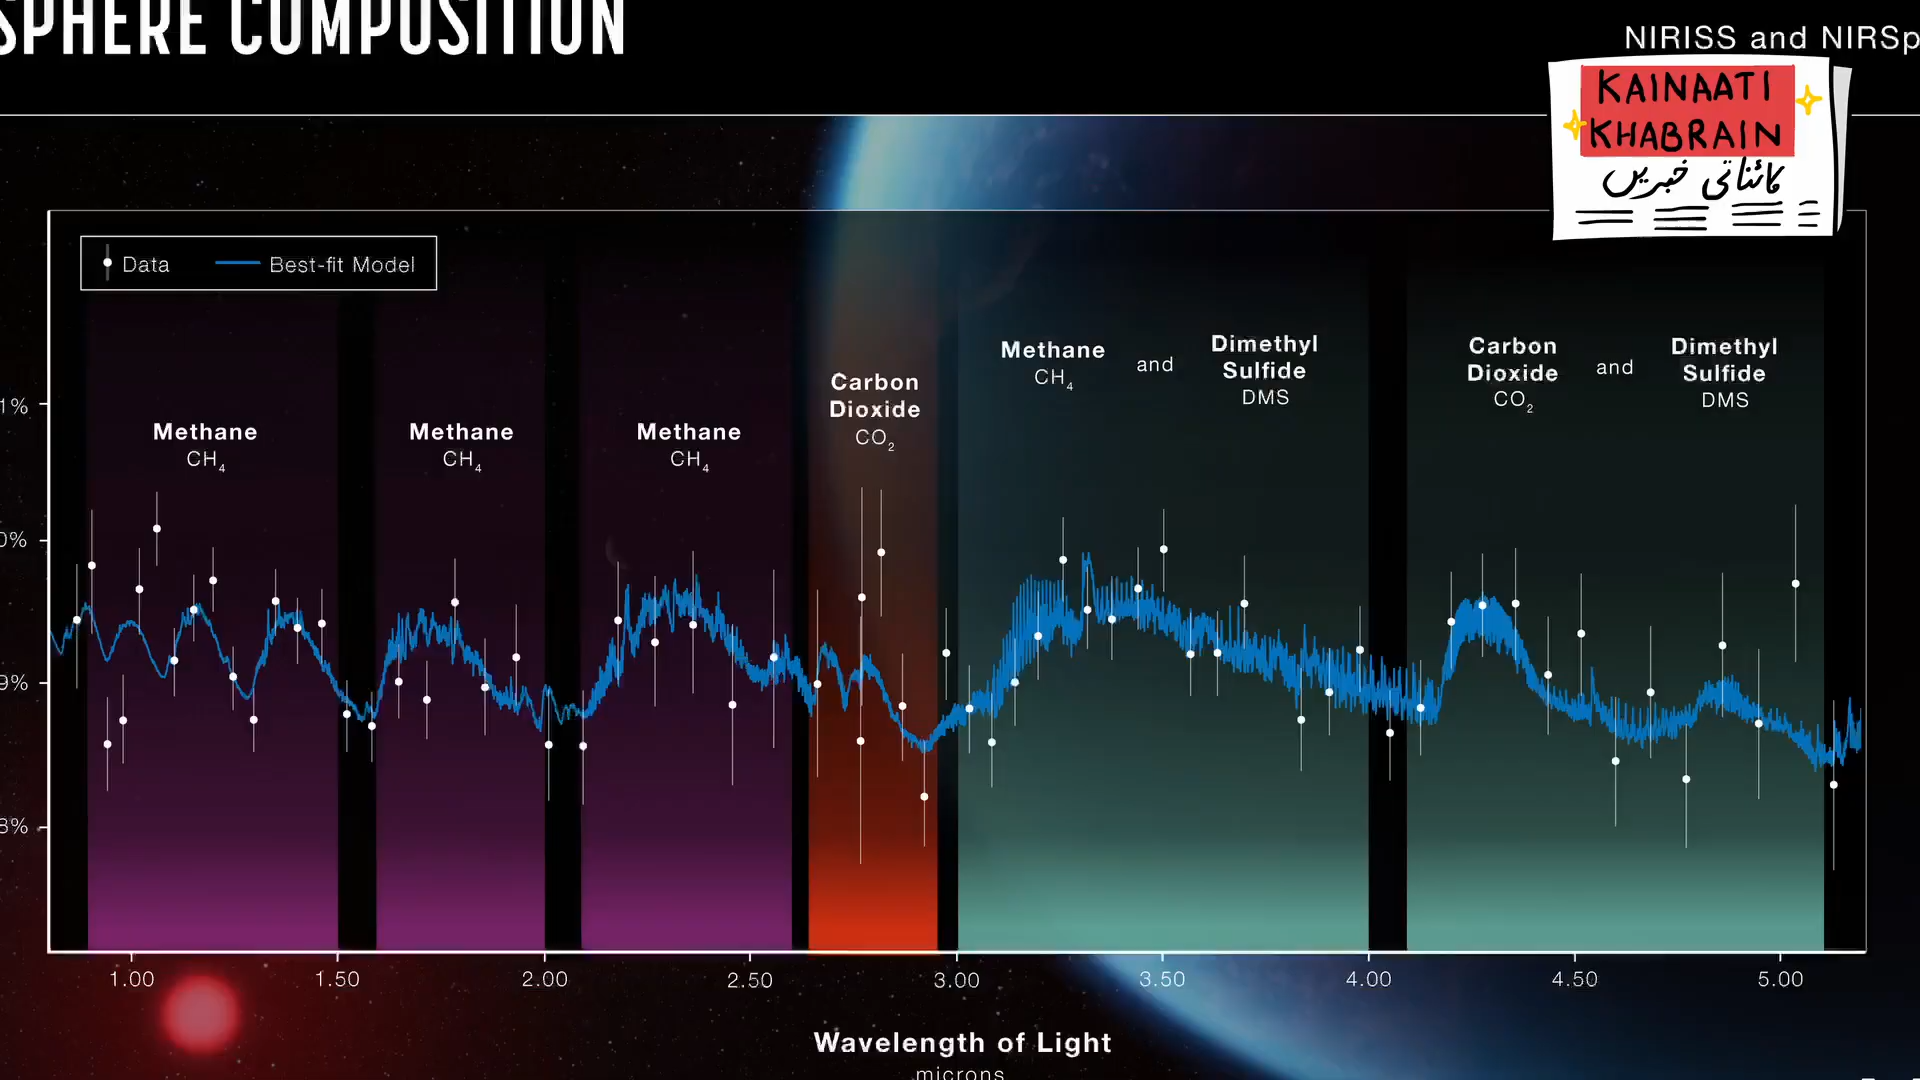 SPHERE COMPOSITION
NIRISS and NIRSp
KAINAATI
KHABRAIN
کائناتی خبریں
Data
Best-fit Model
Methane
CH₄
Methane
CH₄
Methane
CH₄
Carbon
Dioxide
CO₂
Methane
CH₄
and
Dimethyl
Sulfide
DMS
Carbon
Dioxide
CO₂
and
Dimethyl
Sulfide
DMS
1%
0%
9%
8%
1.00 1.50 2.00 2.50 3.00 3.50 4.00 4.50 5.00
Wavelength of Light
microns